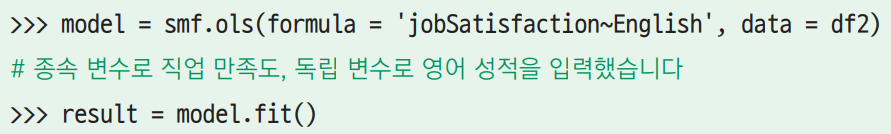 >>> model = smf.ols(formula = 'jobSatisfaction~English', data = df2)
# 종속 변수로 직업 만족도, 독립 변수로 영어 성적을 입력했습니다
>>> result = model.fit()